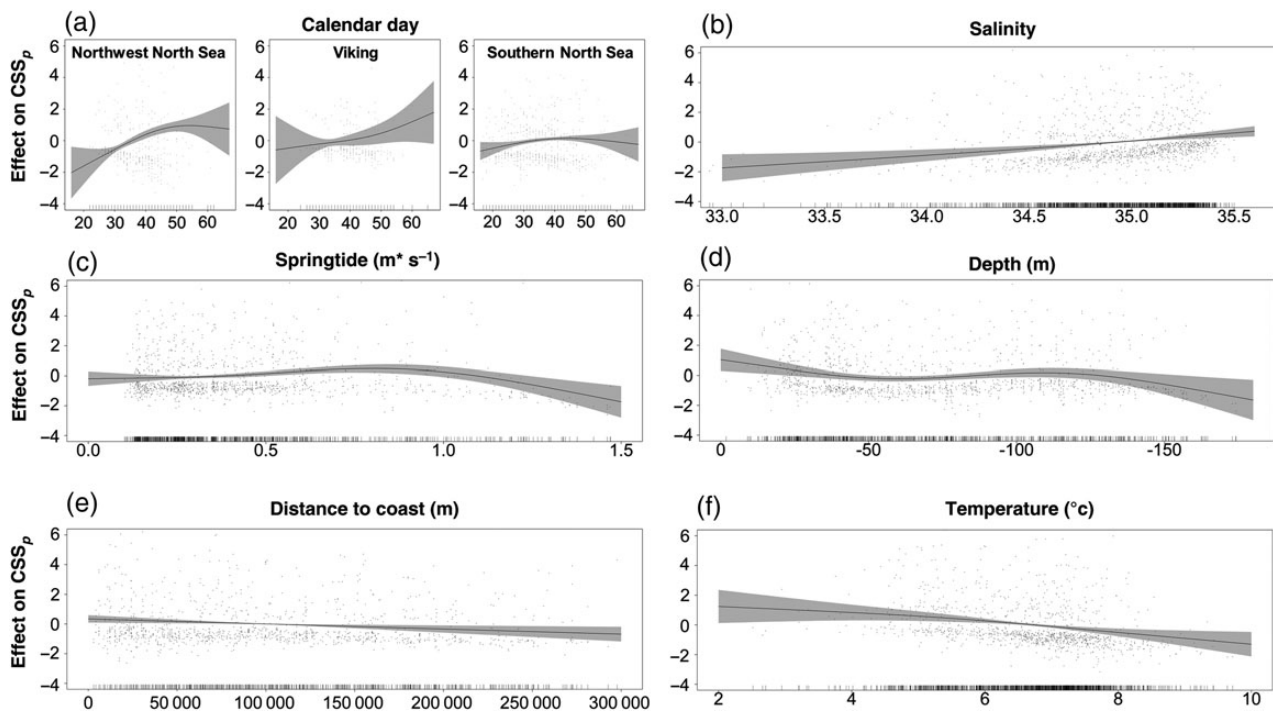 (a) Calendar day
Northwest North Sea Viking Southern North Sea
Effect on CSSp
6
4
2
0
−2
−4
20 30 40 50 60 20 30 40 50 60 20 30 40 50 60
(b) Salinity
6
4
2
0
−2
−4
33.0 33.5 34.0 34.5 35.0 35.5
(c) Springtide (m* s−1)
Effect on CSSp
6
4
2
0
−2
−4
0.0 0.5 1.0 1.5
(d) Depth (m)
6
4
2
0
−2
−4
0 -50 -100 -150
(e) Distance to coast (m)
Effect on CSSp
6
4
2
0
−2
−4
0 50 000 100 000 150 000 200 000 250 000 300 000
(f) Temperature (°c)
6
4
2
0
−2
−4
2 4 6 8 10